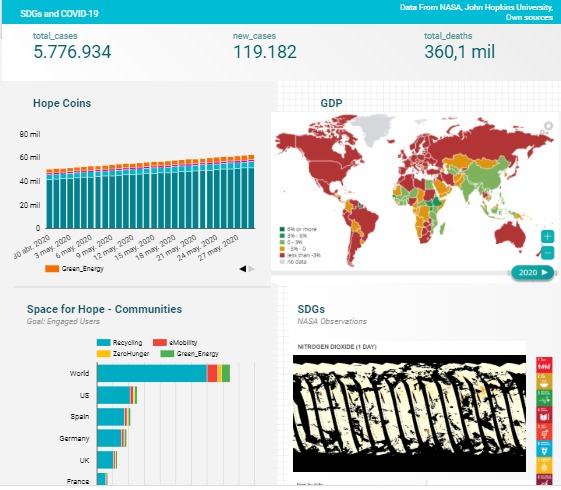 SDGs and COVID-19
Data From NASA, John Hopkins University,
Own sources
total_cases
5.776.934
new_cases
119.182
total_deaths
360,1 mil
Hope Coins
80 mil
60 mil
40 mil
20 mil
0
30 abr. 2020
3 may. 2020
6 may. 2020
9 may. 2020
12 may. 2020
15 may. 2020
18 may. 2020
21 may. 2020
24 may. 2020
27 may. 2020
Green_Energy
GDP
6% or more
3% - 6%
0 - 3%
-3% - 0
less than -3%
no data
2020
Space for Hope - Communities
Goal: Engaged Users
Recycling
eMobility
ZeroHunger
Green_Energy
World
US
Spain
Germany
UK
France
SDGs
NASA Observations
NITROGEN DIOXIDE (1 DAY)